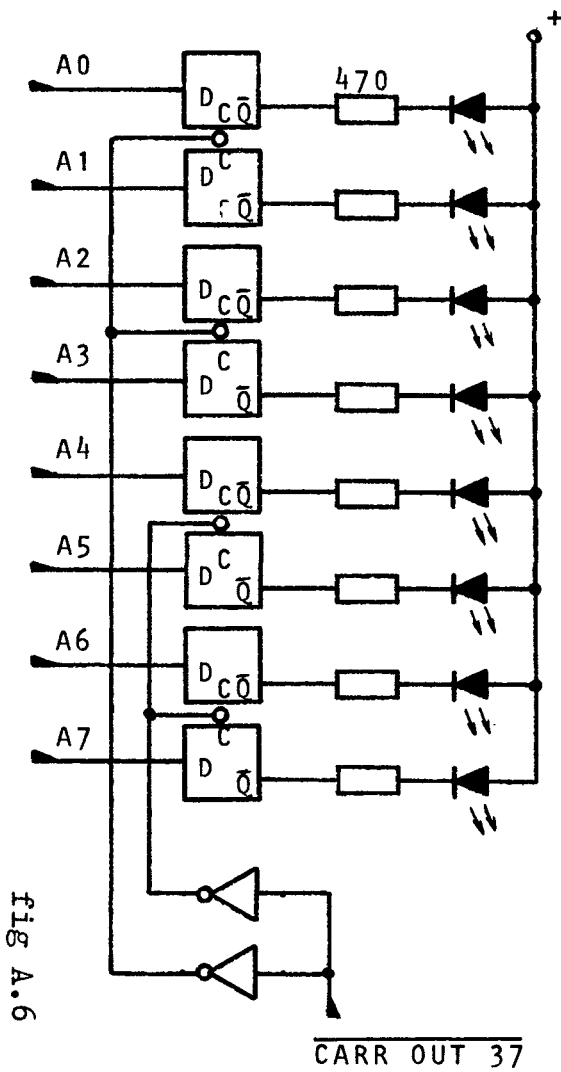 +
A0
D C Q̅
470
A1
D C Q̅
A2
D C Q̅
A3
D C Q̅
A4
D C Q̅
A5
D C Q̅
A6
D C Q̅
A7
D C Q̅
fig A.6
CARR OUT 37